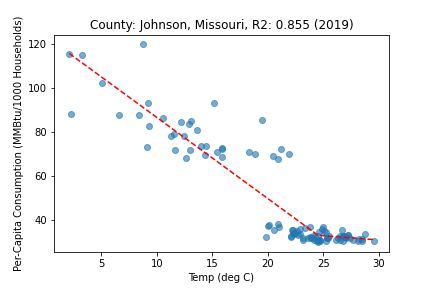 County: Johnson, Missouri, R2: 0.855 (2019)
Per-Capita Consumption (MMBtu/1000 Households)
120
100
80
60
40
5 10 15 20 25 30
Temp (deg C)